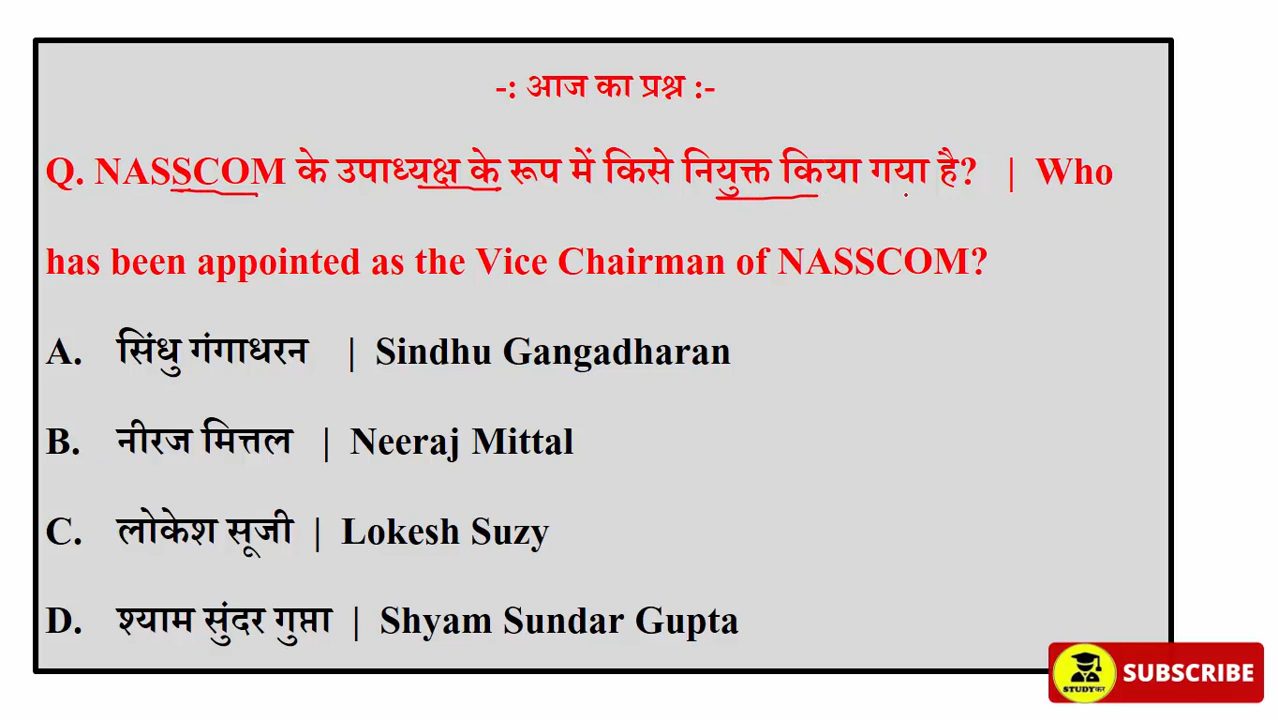 -: आज का प्रश्न :-
Q. NASSCOM के उपाध्यक्ष के रूप में किसे नियुक्त किया गया है? | Who
has been appointed as the Vice Chairman of NASSCOM?
A. सिंधु गंगाधरन | Sindhu Gangadharan
B. नीरज मित्तल | Neeraj Mittal
C. लोकेश सूजी | Lokesh Suzy
D. श्याम सुंदर गुप्ता | Shyam Sundar Gupta
STUDYकर
SUBSCRIBE